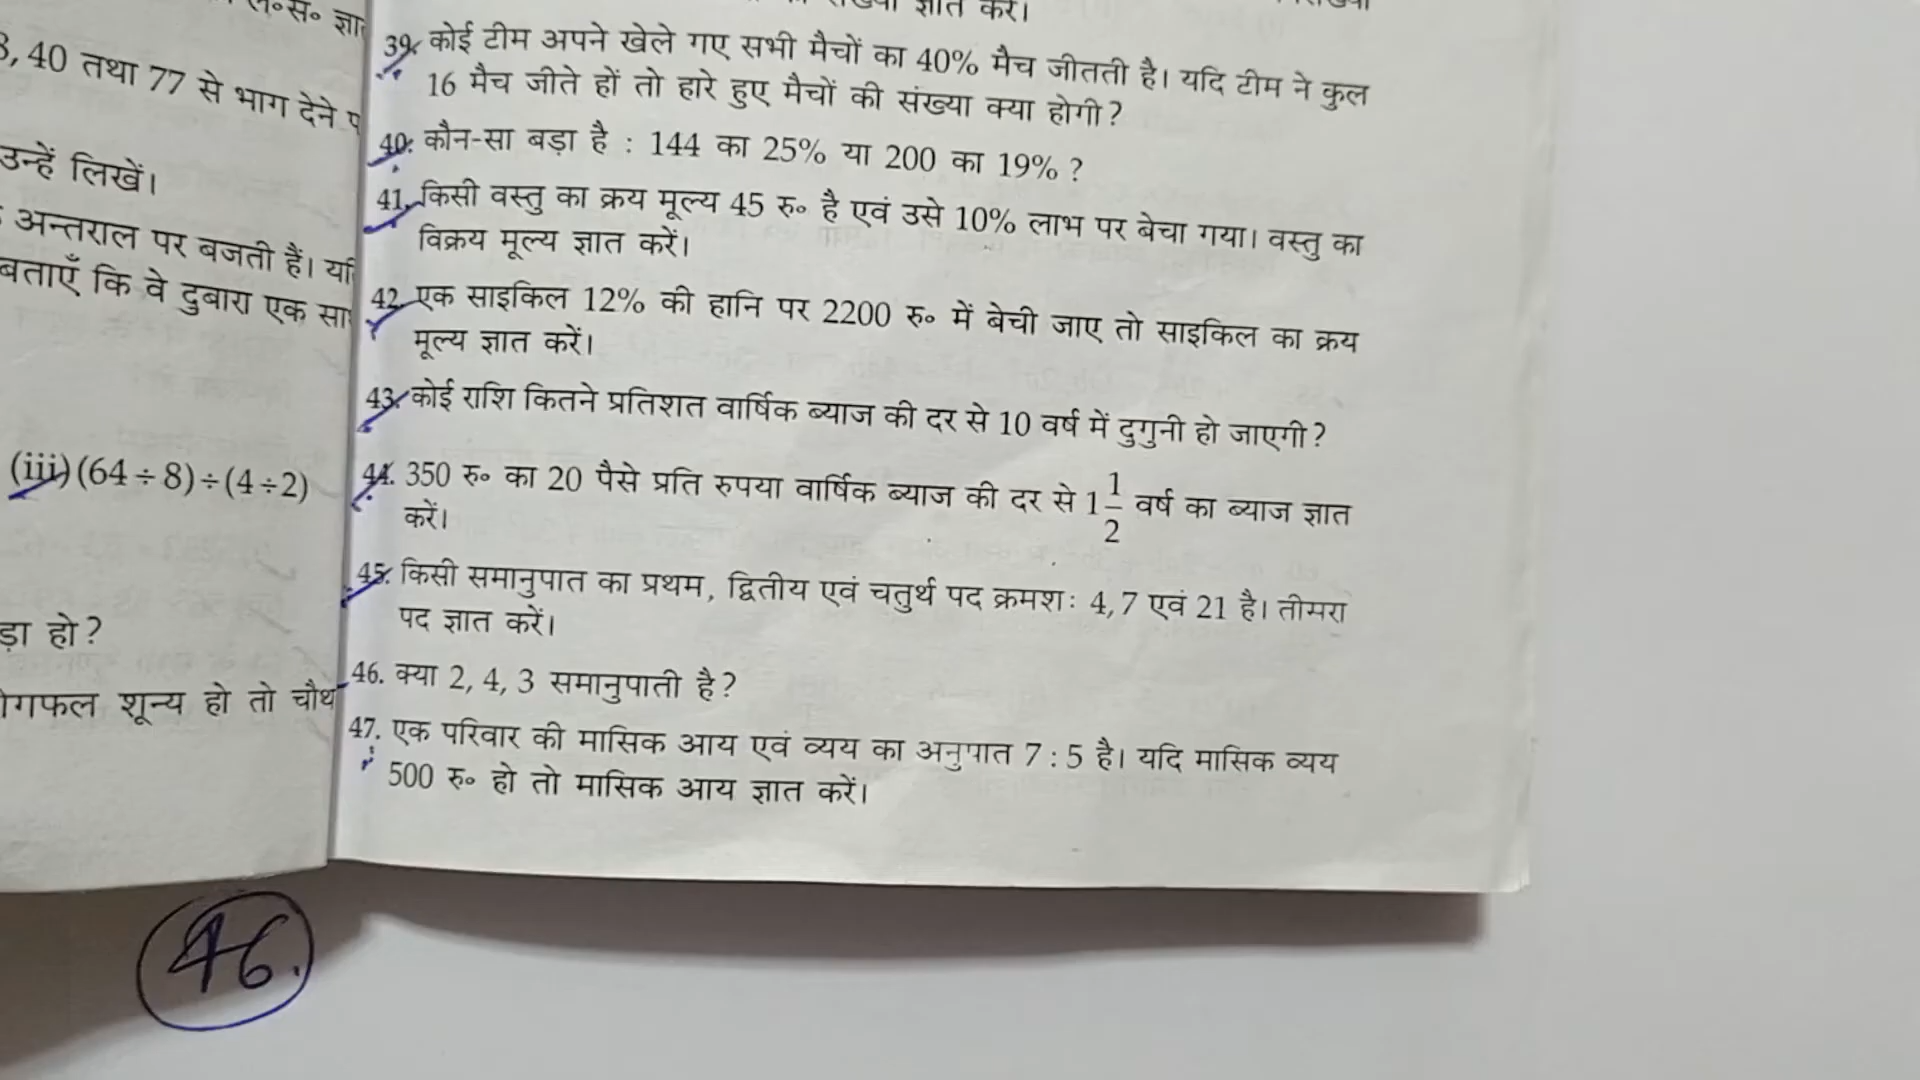 ल०स०
3, 40 तथा 77 से भाग देने
उन्हें लिखें।
अन्तराल पर बजती हैं। यदि
बताएँ कि वे दुबारा एक
(iii) (64 ÷ 8) ÷ (4 ÷ 2)
हो?
शून्य हो तो
ज्ञात करें।
39. कोई टीम अपने खेले गए सभी मैचों का 40% मैच जीतती है। यदि टीम ने कुल
16 मैच जीते हों तो हारे हुए मैचों की संख्या क्या होगी?
40. कौन-सा बड़ा है : 144 का 25% या 200 का 19% ?
41. किसी वस्तु का क्रय मूल्य 45 रु० है एवं उसे 10% लाभ पर बेचा गया। वस्तु का
विक्रय मूल्य ज्ञात करें।
42. एक साइकिल 12% की हानि पर 2200 रु० में बेची जाए तो साइकिल का क्रय
मूल्य ज्ञात करें।
43. कोई राशि कितने प्रतिशत वार्षिक ब्याज की दर से 10 वर्ष में दुगुनी हो जाएगी?
44. 350 रु० का 20 पैसे प्रति रुपया वार्षिक ब्याज की दर से 1 1/2 वर्ष का ब्याज ज्ञात
करें।
45. किसी समानुपात का प्रथम, द्वितीय एवं चतुर्थ पद क्रमशः 4, 7 एवं 21 है। तीसरा
पद ज्ञात करें।
46. क्या 2, 4, 3 समानुपाती है?
47. एक परिवार की मासिक आय एवं व्यय का अनुपात 7 : 5 है। यदि मासिक व्यय
500 रु० हो तो मासिक आय ज्ञात करें।
46.